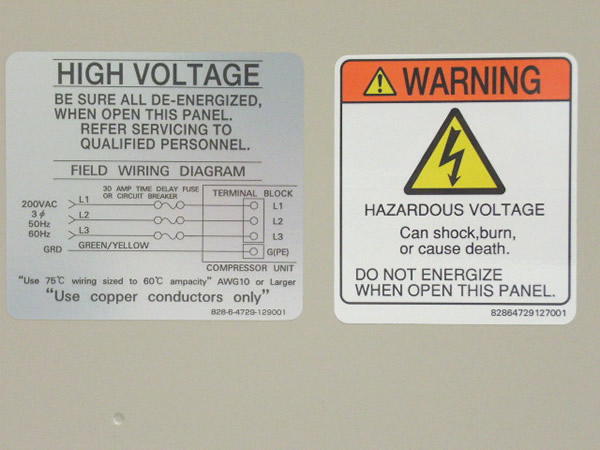 HIGH VOLTAGE
BE SURE ALL DE-ENERGIZED,
WHEN OPEN THIS PANEL.
REFER SERVICING TO
QUALIFIED PERSONNEL.
FIELD WIRING DIAGRAM
30 AMP TIME DELAY FUSE
OR CIRCUIT BREAKER
TERMINAL BLOCK
200VAC
3 ϕ
50Hz
60Hz
L1
L1
L2
L2
L3
L3
GRD
GREEN/YELLOW
G(PE)
COMPRESSOR UNIT
"Use 75℃ wiring sized to 60℃ ampacity" AWG10 or Larger
"Use copper conductors only"
828-6-4729-129001
WARNING
HAZARDOUS VOLTAGE
Can shock,burn,
or cause death.
DO NOT ENERGIZE
WHEN OPEN THIS PANEL.
82864729127001